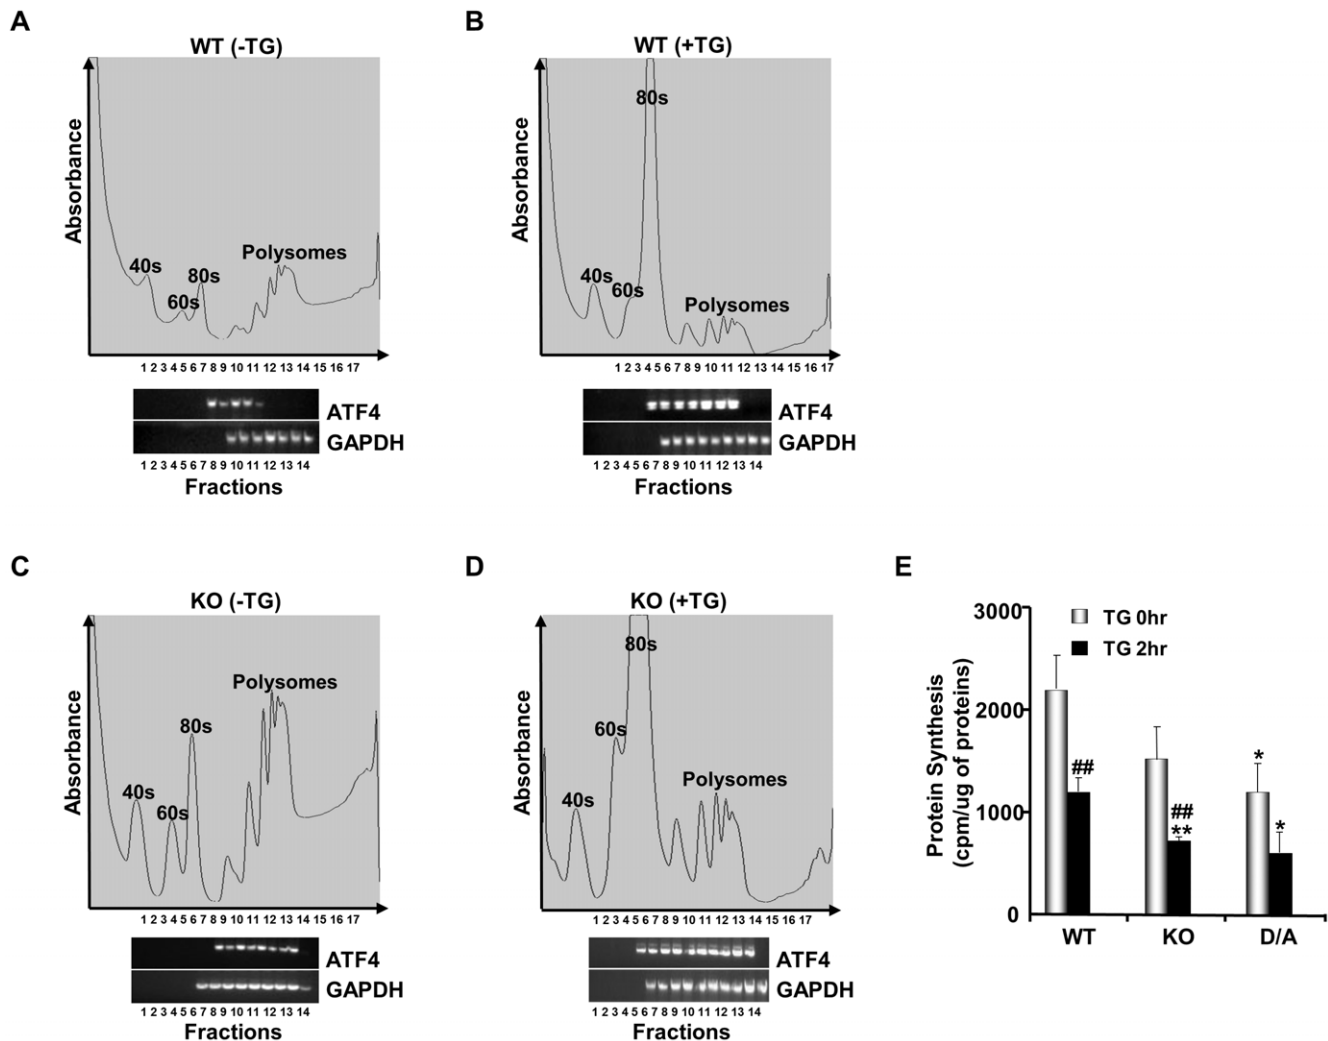 A
WT (-TG)
Absorbance
40s
60s
80s
Polysomes
1 2 3 4 5 6 7 8 9 10 11 12 13 14 15 16 17
ATF4
GAPDH
1 2 3 4 5 6 7 8 9 10 11 12 13 14
Fractions
B
WT (+TG)
Absorbance
40s
60s
80s
Polysomes
1 2 3 4 5 6 7 8 9 10 11 12 13 14 15 16 17
ATF4
GAPDH
1 2 3 4 5 6 7 8 9 10 11 12 13 14
Fractions
C
KO (-TG)
Absorbance
40s
60s
80s
Polysomes
1 2 3 4 5 6 7 8 9 10 11 12 13 14 15 16 17
ATF4
GAPDH
1 2 3 4 5 6 7 8 9 10 11 12 13 14
Fractions
D
KO (+TG)
Absorbance
40s
60s
80s
Polysomes
1 2 3 4 5 6 7 8 9 10 11 12 13 14 15 16 17
ATF4
GAPDH
1 2 3 4 5 6 7 8 9 10 11 12 13 14
Fractions
E
Protein Synthesis
(cpm/ug of proteins)
3000
2000
1000
0
TG 0hr
TG 2hr
##
##
**
*
*
WT KO D/A